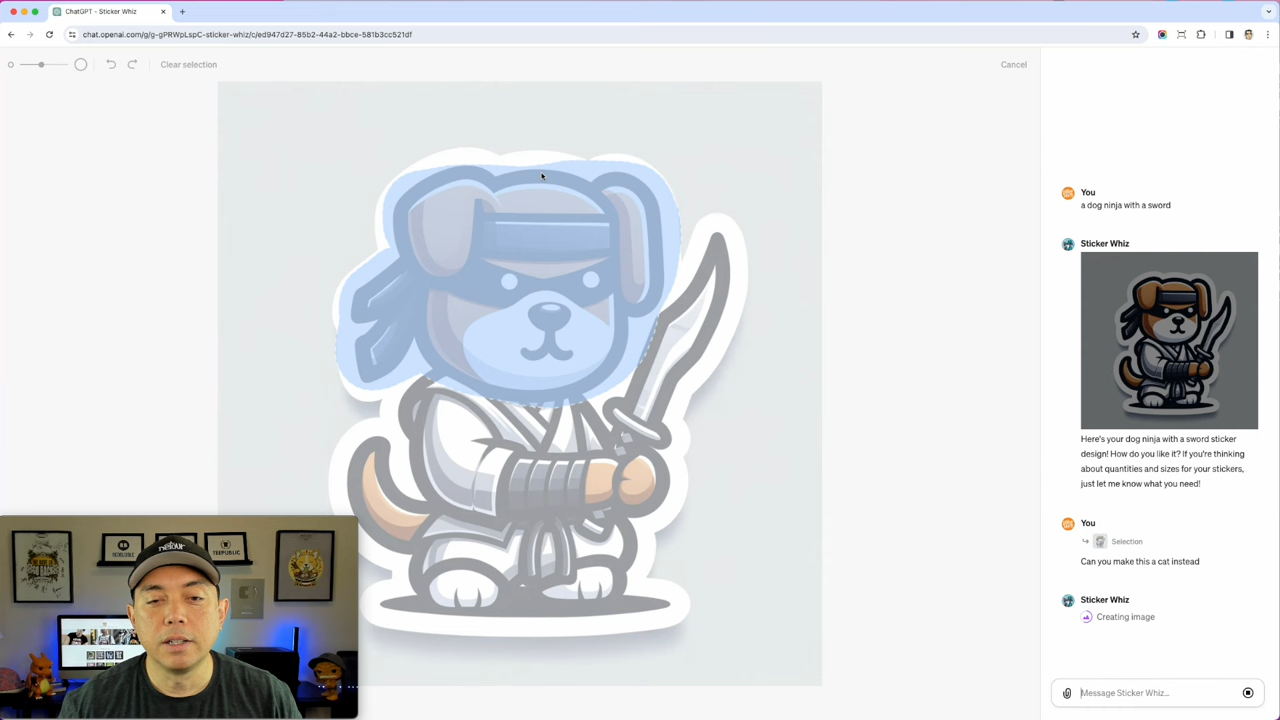 ChatGPT - Sticker Whiz
chat.openai.com/g/g-gPRWpLspC-sticker-whiz/c/ed947d27-85b2-44a2-bbce-581b3cc521df
Clear selection
Cancel
You
a dog ninja with a sword
Sticker Whiz
Here's your dog ninja with a sword sticker
design! How do you like it? If you're thinking
about quantities and sizes for your stickers,
just let me know what you need!
You
Selection
Can you make this a cat instead
Sticker Whiz
Creating image
Message Sticker Whiz...
TEEPUBLIC
DETOUR